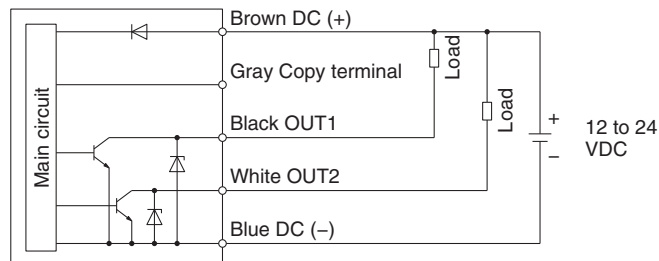 Brown DC (+)
Gray Copy terminal
Black OUT1
White OUT2
Blue DC (−)
Main circuit
Load
Load
+
−
12 to 24
VDC